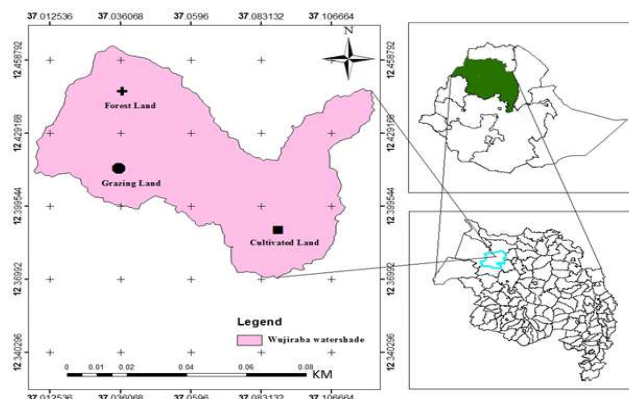 37.012536 37.036068 37.0596 37.083132 37.106664
12.458792 12.458792
12.429168 12.429168
12.399544 12.399544
12.36992 12.36992
12.340296 12.340296
Forest Land
Grazing Land
Cultivated Land
N
Legend
Wujiraba watershade
0 0.01 0.02 0.04 0.06 0.08
KM
37.012536 37.036068 37.0596 37.083132 37.106664